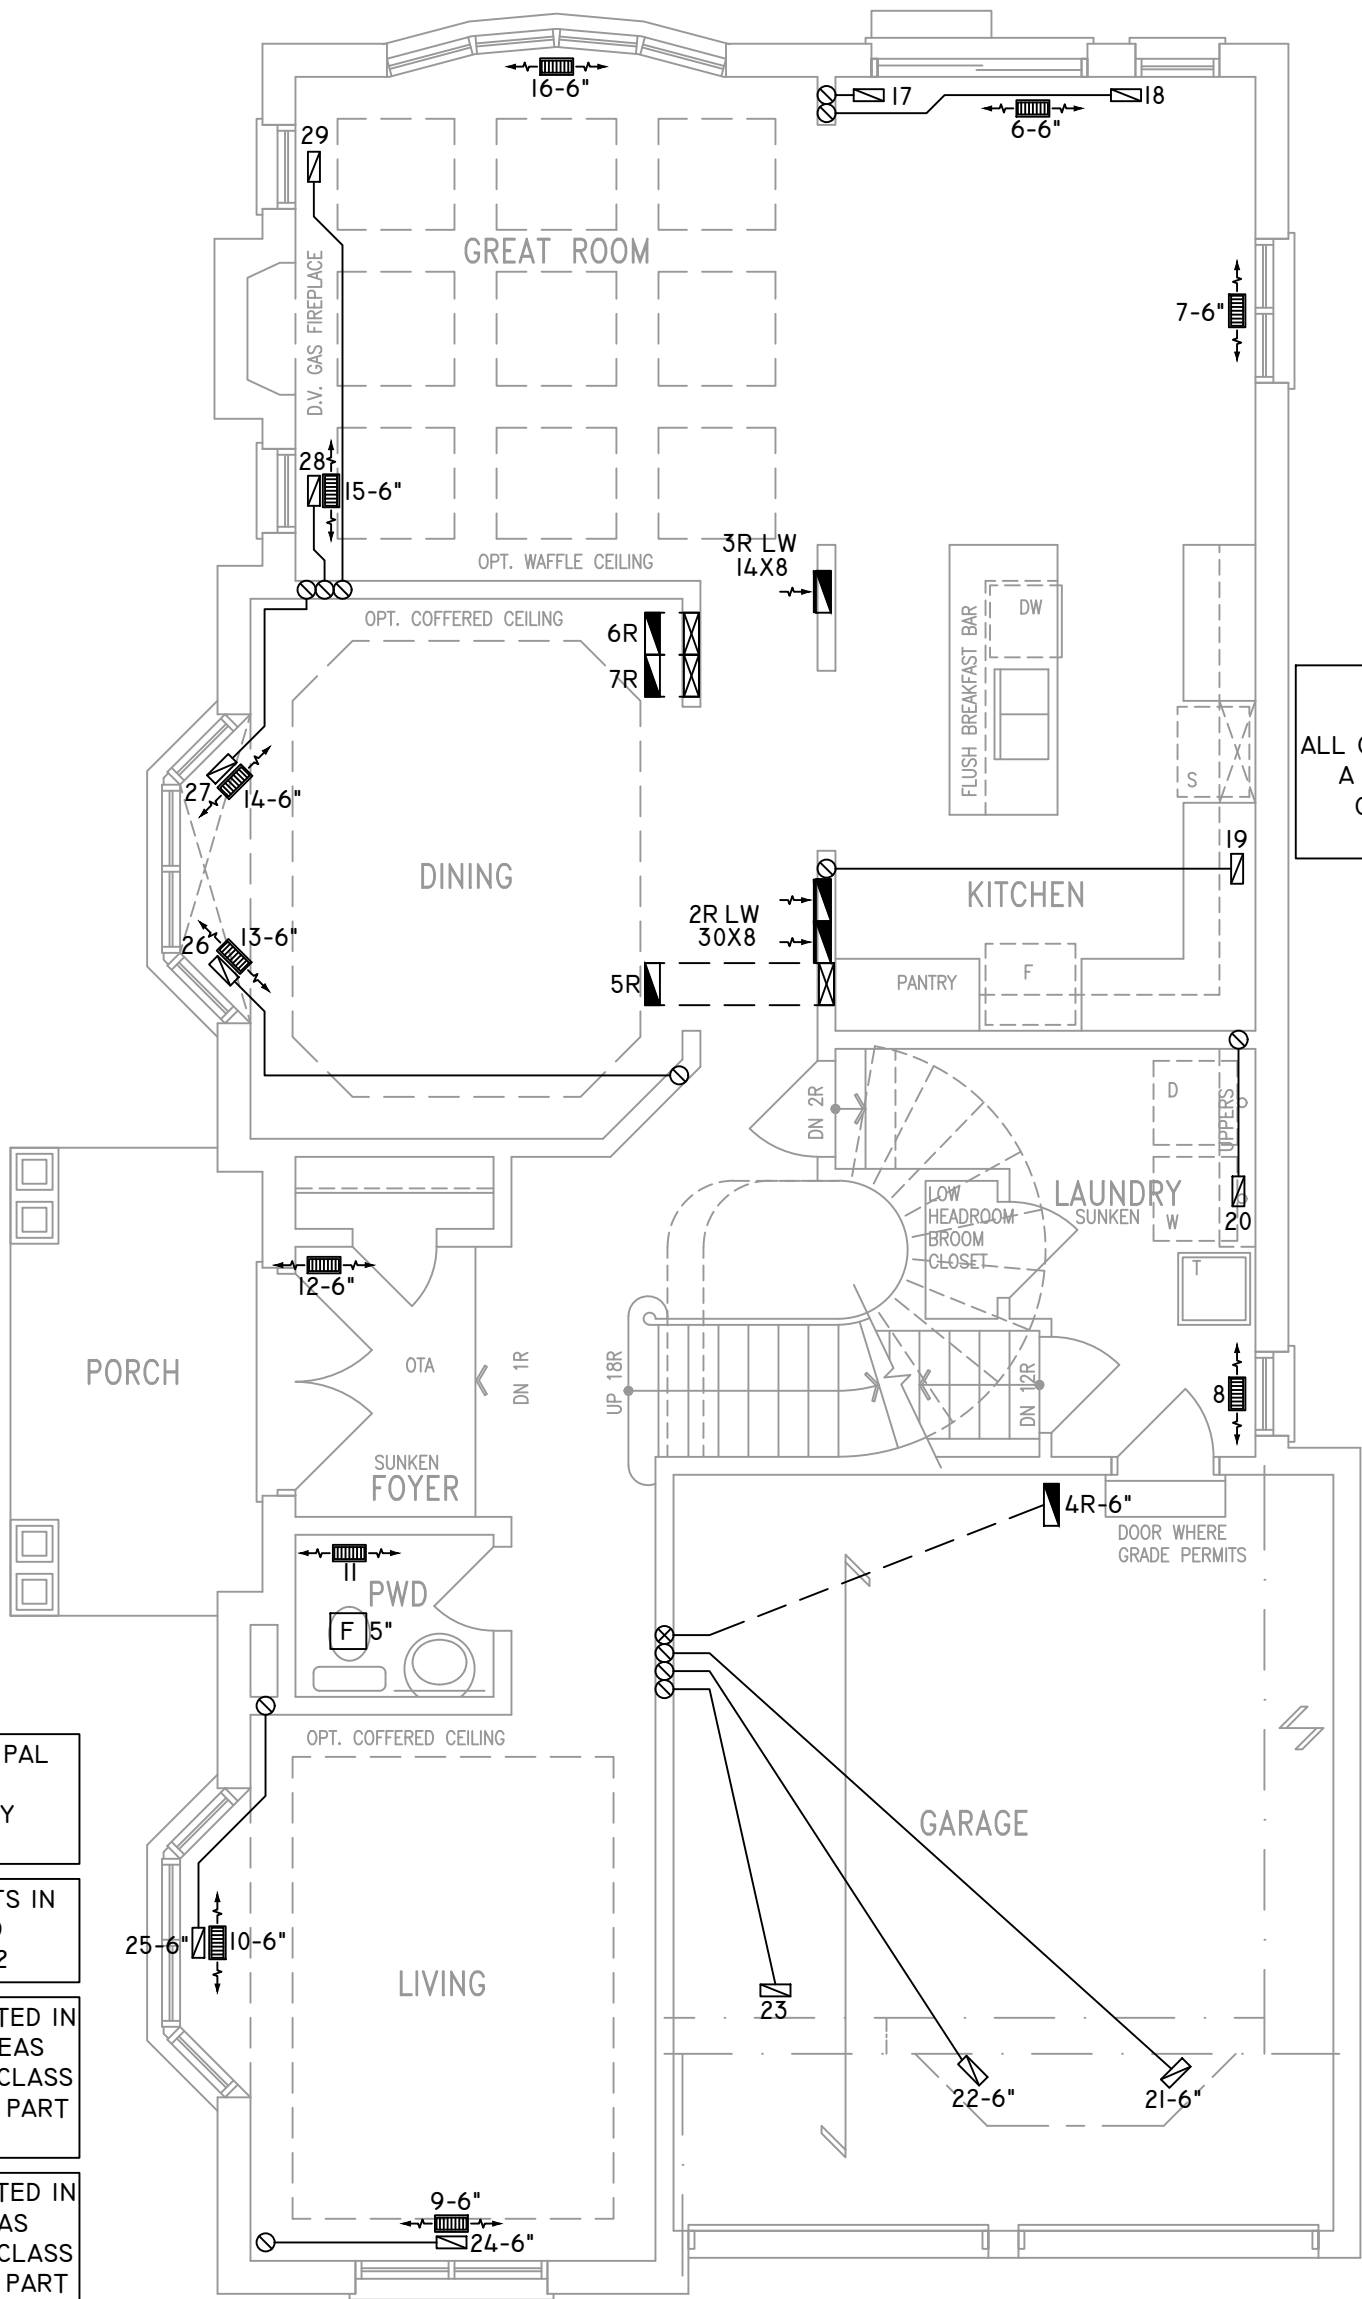 16-6"
17
18
6-6"
29
GREAT ROOM
D.V. GAS FIREPLACE
7-6"
28
15-6"
OPT. WAFFLE CEILING
3R LW
14X8
OPT. COFFERED CEILING
6R
7R
DW
FLUSH BREAKFAST BAR
S
ALL
A
27
14-6"
19
DINING
KITCHEN
2R LW
30X8
26
13-6"
5R
PANTRY
F
DN 2R
D
UPPERS
LOW
HEADROOM
BROOM
CLOSET
LAUNDRY
SUNKEN
W
20
T
12-6"
PORCH
OTA
DN 1R
UP 18R
DN 12R
8
SUNKEN
FOYER
4R-6"
DOOR WHERE
GRADE PERMITS
11
PWD
F 5"
OPT. COFFERED CEILING
PAL
Y
GARAGE
TS IN
2
25-6"
10-6"
LIVING
23
22-6"
21-6"
TED IN
EAS
CLASS
PART
TED IN
AS
CLASS
PART
9-6"
24-6"